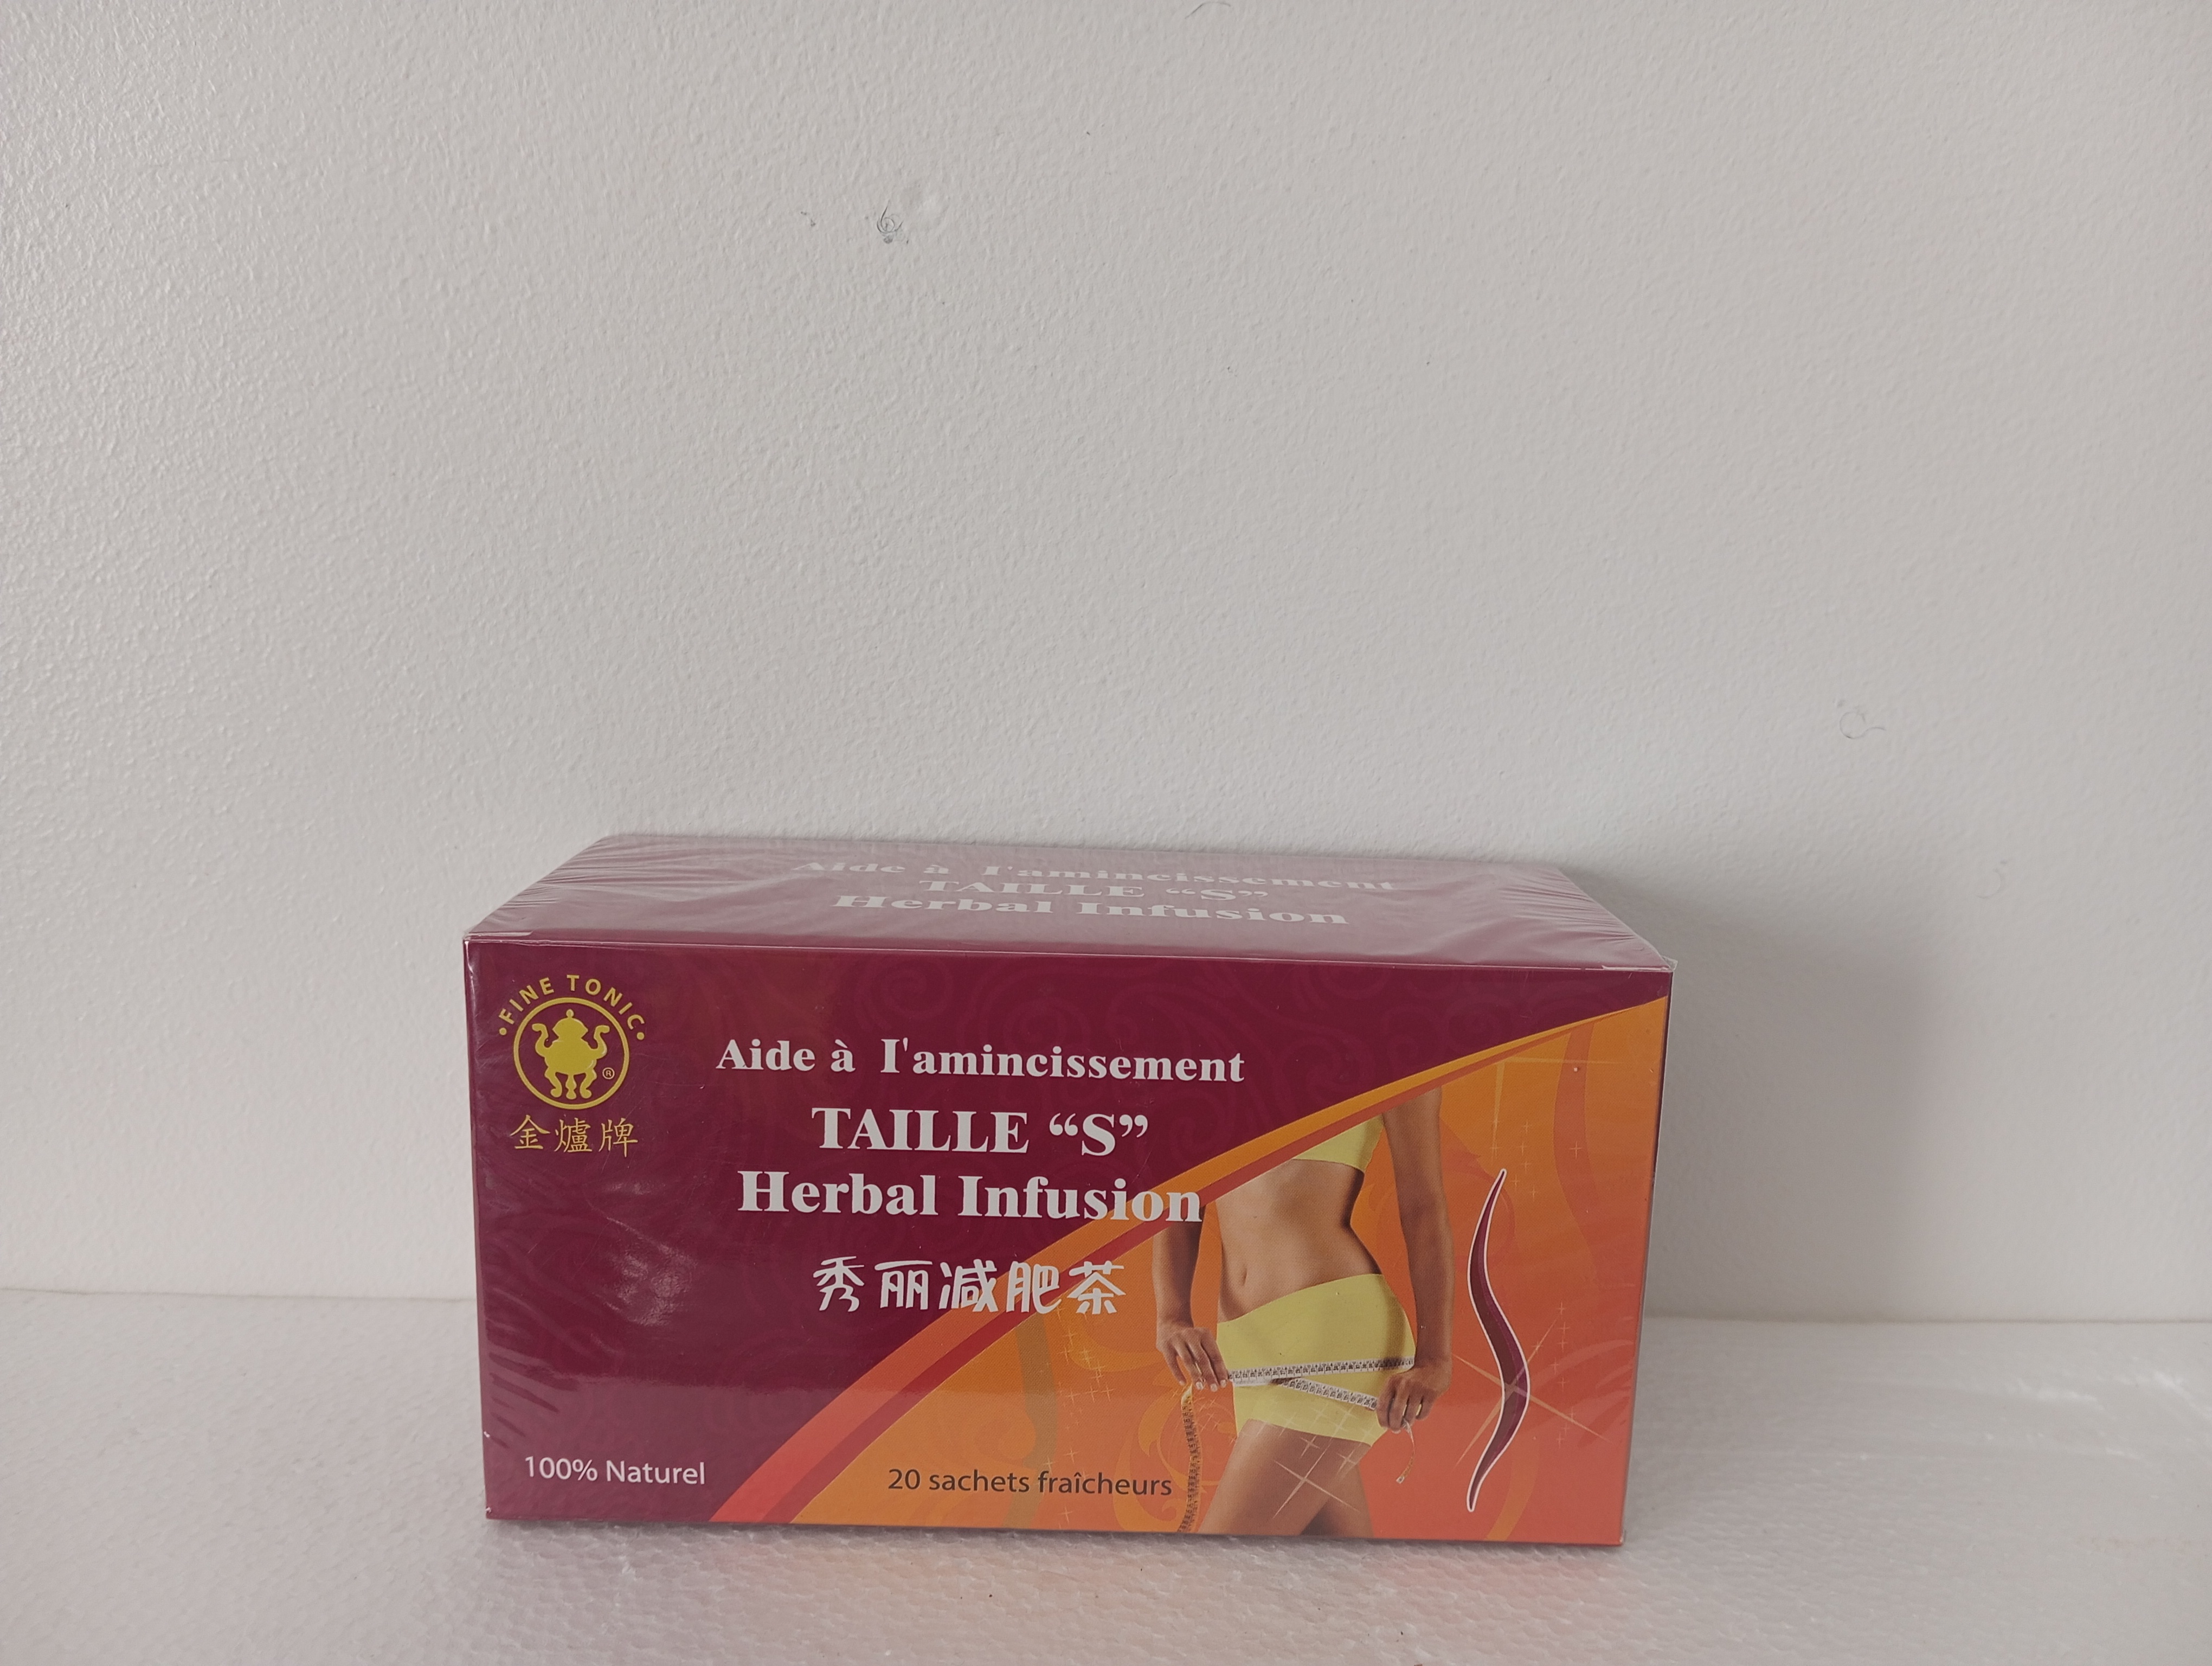 Aide à I'amincissement
TAILLE “S”
Herbal Infusion
•FINE TONIC•
®
金爐牌
Aide à I'amincissement
TAILLE “S”
Herbal Infusion
秀丽减肥茶
100% Naturel
20 sachets fraîcheurs